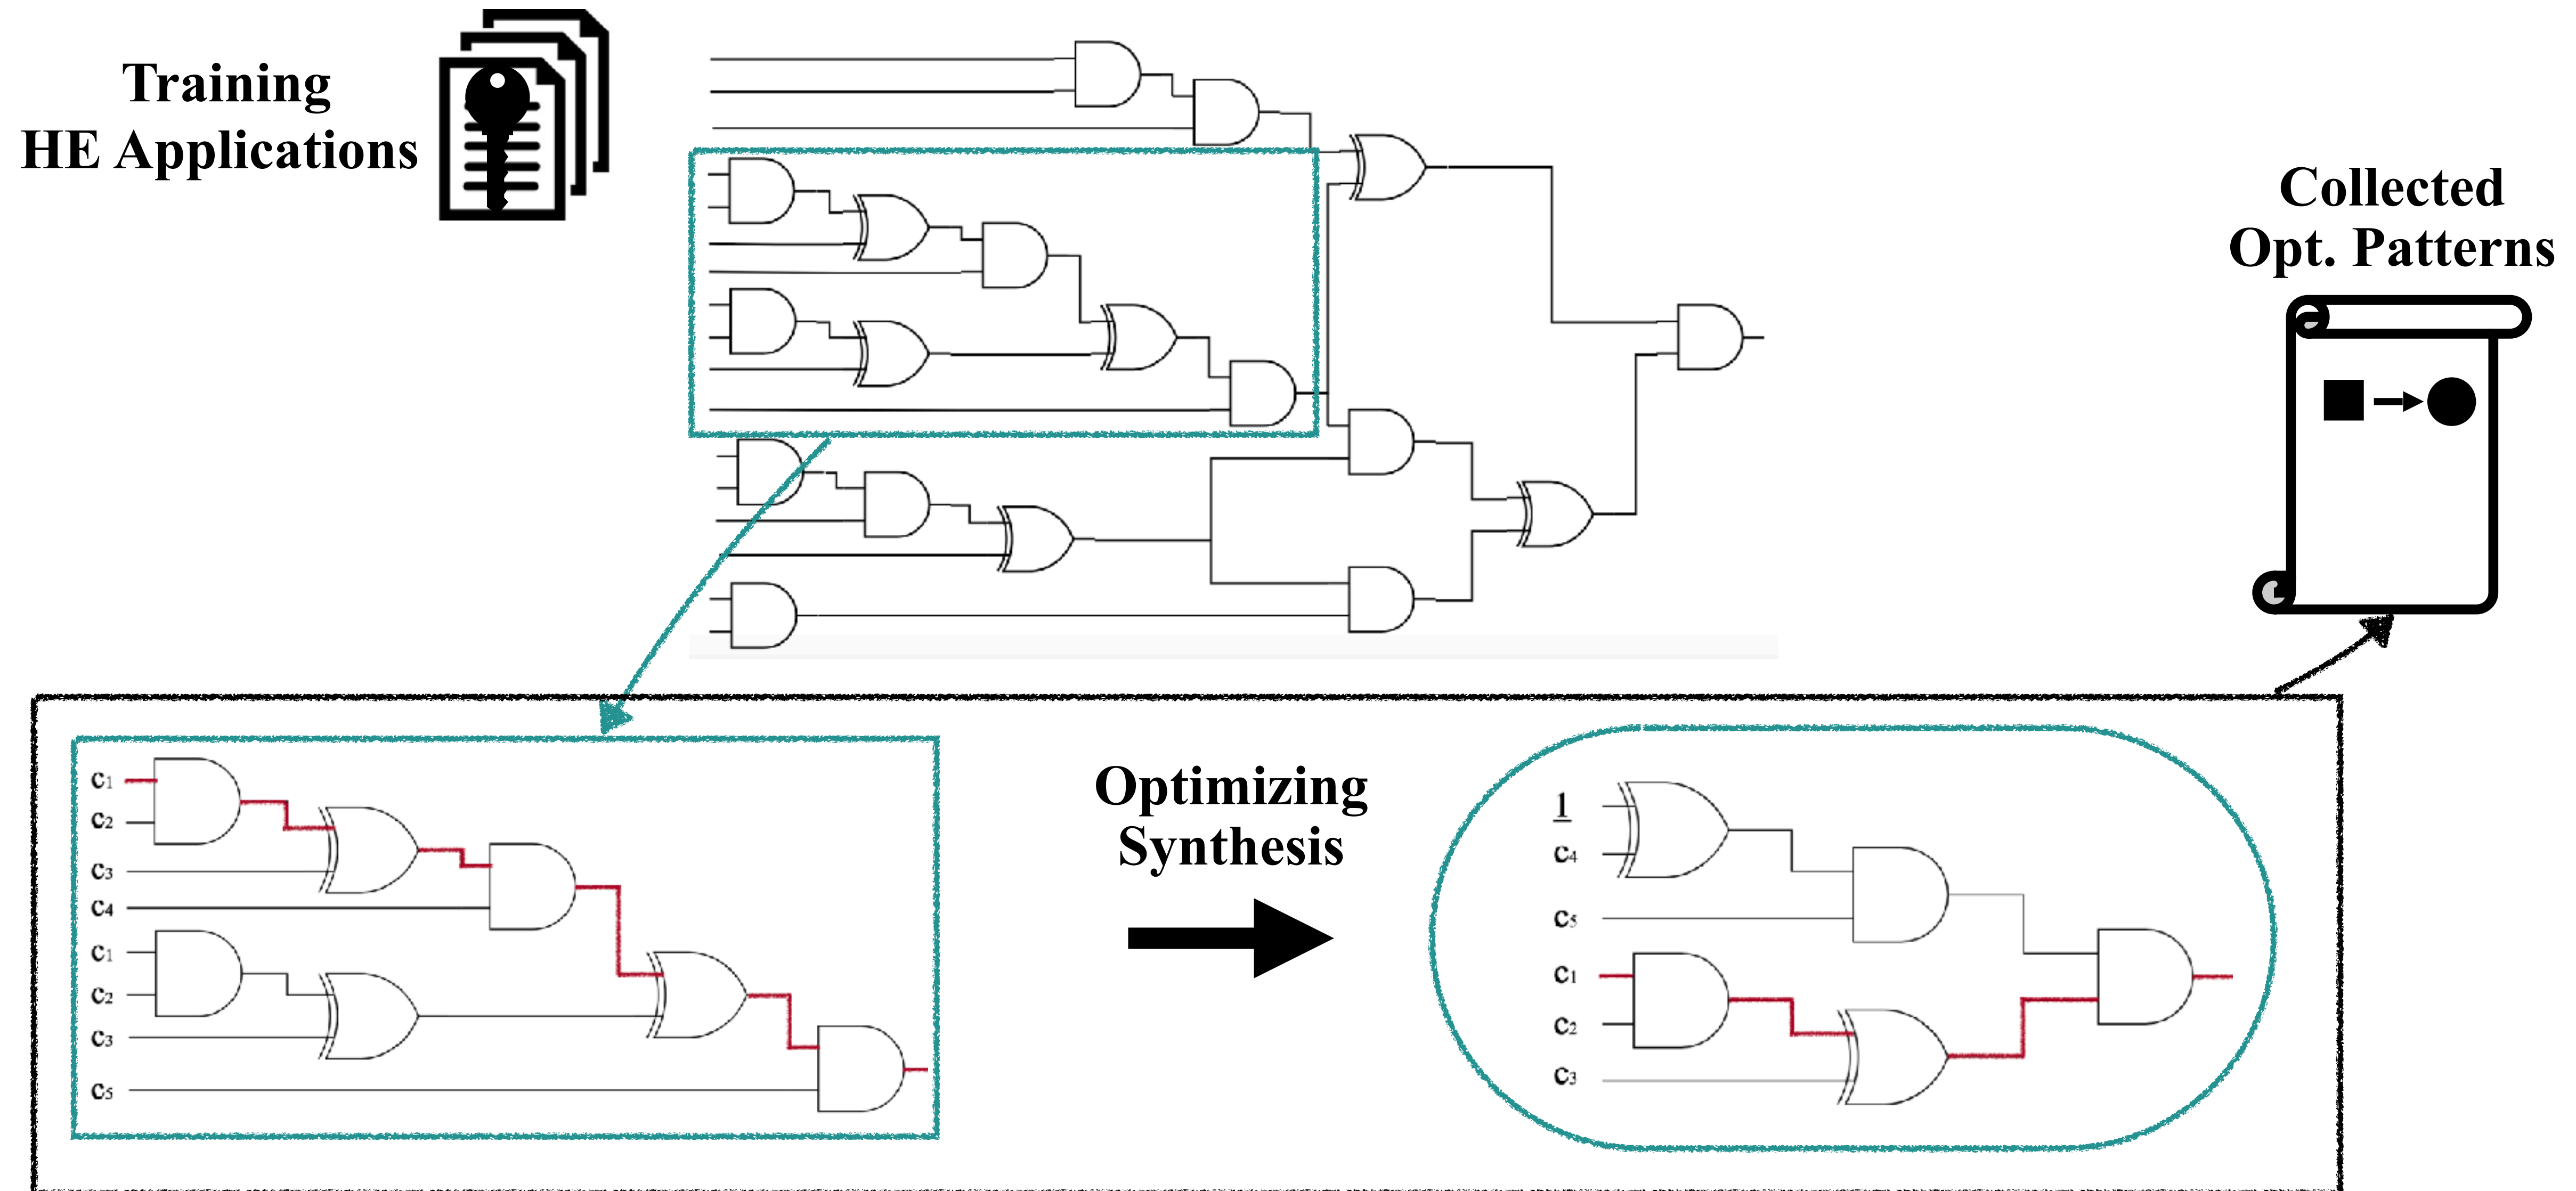 Training
HE Applications
Collected
Opt. Patterns
c1
c2
c3
c4
c1
c2
c3
c5
Optimizing
Synthesis
1
c4
c5
c1
c2
c3